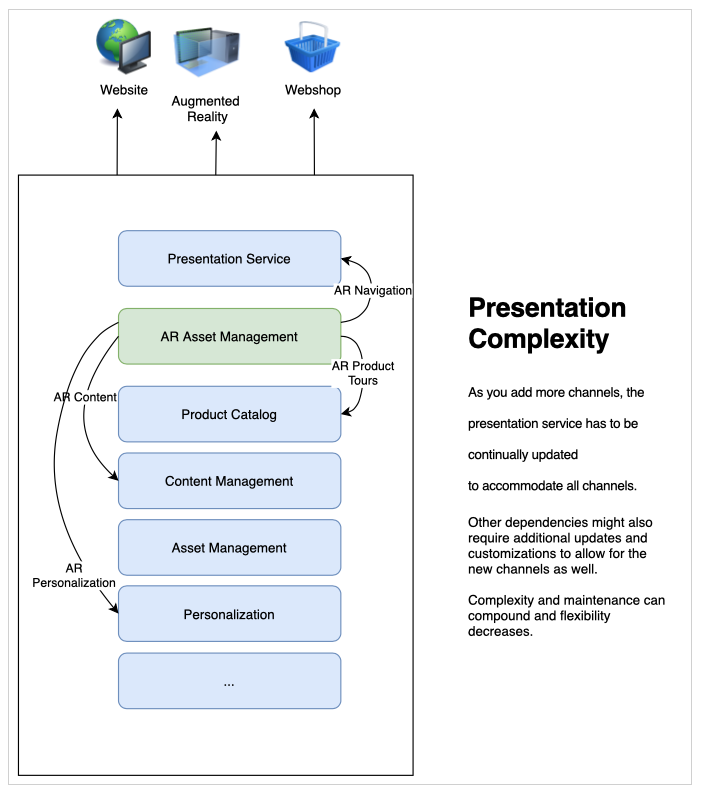 Website
Augmented
Reality
Webshop
Presentation Service
AR Navigation
AR Asset Management
AR Product
Tours
AR Content
Product Catalog
Content Management
Asset Management
AR
Personalization
Personalization
...
Presentation
Complexity
As you add more channels, the
presentation service has to be
continually updated
to accommodate all channels.
Other dependencies might also
require additional updates and
customizations to allow for the
new channels as well.
Complexity and maintenance can
compound and flexibility
decreases.